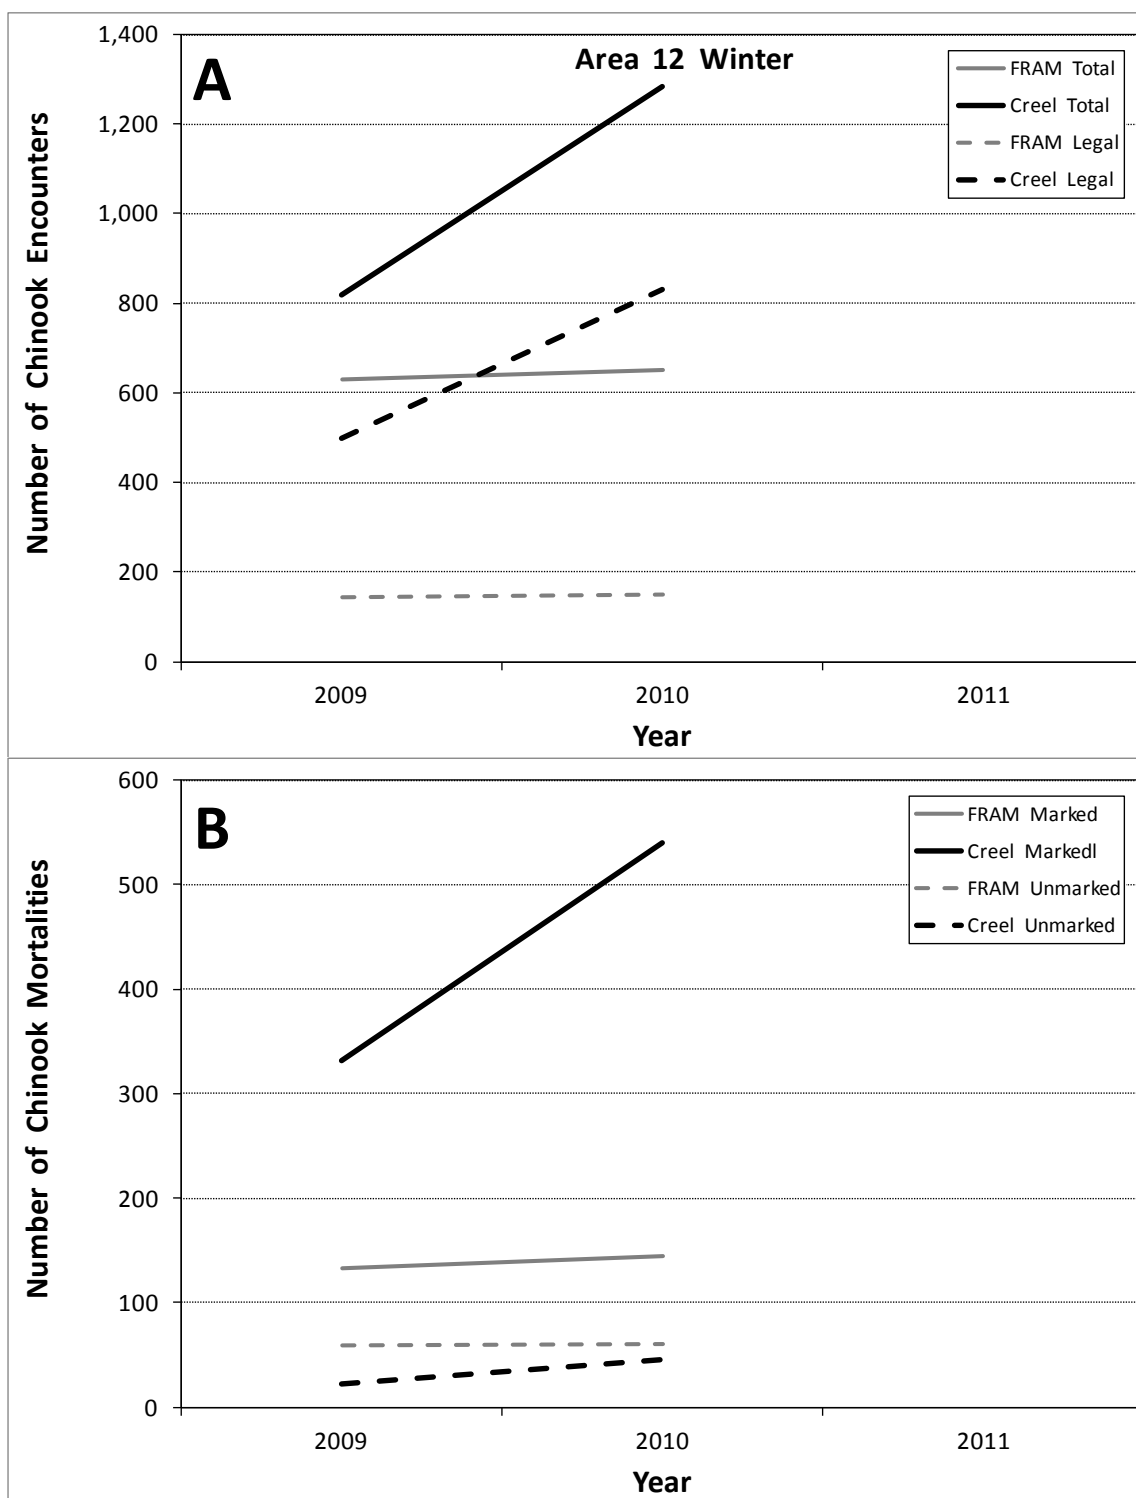 A
Area 12 Winter
FRAM Total
Creel Total
FRAM Legal
Creel Legal
Number of Chinook Encounters
1,400
1,200
1,000
800
600
400
200
0
2009 2010 2011
Year
B
FRAM Marked
Creel Markedl
FRAM Unmarked
Creel Unmarked
Number of Chinook Mortalities
600
500
400
300
200
100
0
2009 2010 2011
Year